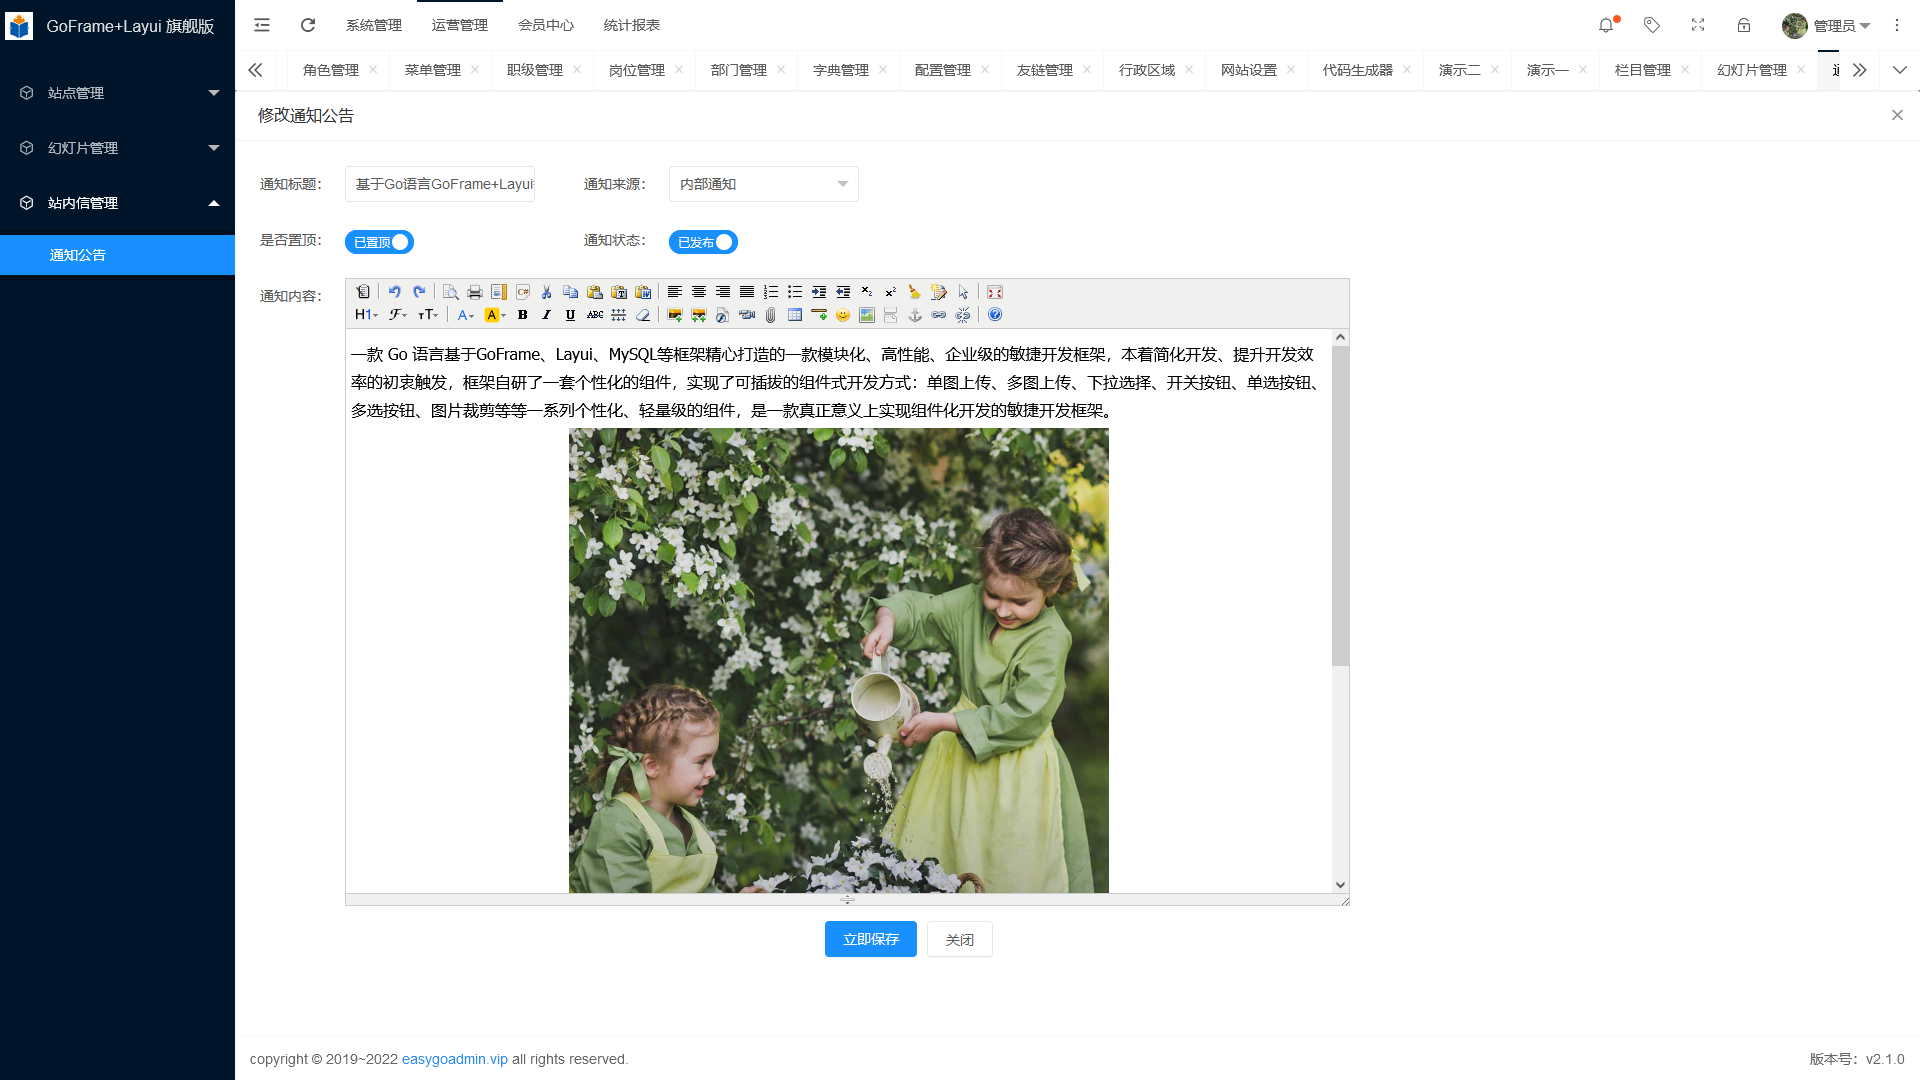 GoFrame+Layui 旗舰版
系统管理
运营管理
会员中心
统计报表
管理员
角色管理
菜单管理
职级管理
岗位管理
部门管理
字典管理
配置管理
友链管理
行政区域
网站设置
代码生成器
演示二
演示一
栏目管理
幻灯片管理
站点管理
幻灯片管理
站内信管理
通知公告
修改通知公告
通知标题：
基于Go语言GoFrame+Layui
通知来源：
内部通知
是否置顶：
已置顶
通知状态：
已发布
通知内容：
一款 Go 语言基于GoFrame、Layui、MySQL等框架精心打造的一款模块化、高性能、企业级的敏捷开发框架，本着简化开发、提升开发效
率的初衷触发，框架自研了一套个性化的组件，实现了可插拔的组件式开发方式：单图上传、多图上传、下拉选择、开关按钮、单选按钮、
多选按钮、图片裁剪等等一系列个性化、轻量级的组件，是一款真正意义上实现组件化开发的敏捷开发框架。
立即保存
关闭
copyright © 2019~2022 easygoadmin.vip all rights reserved.
版本号：v2.1.0